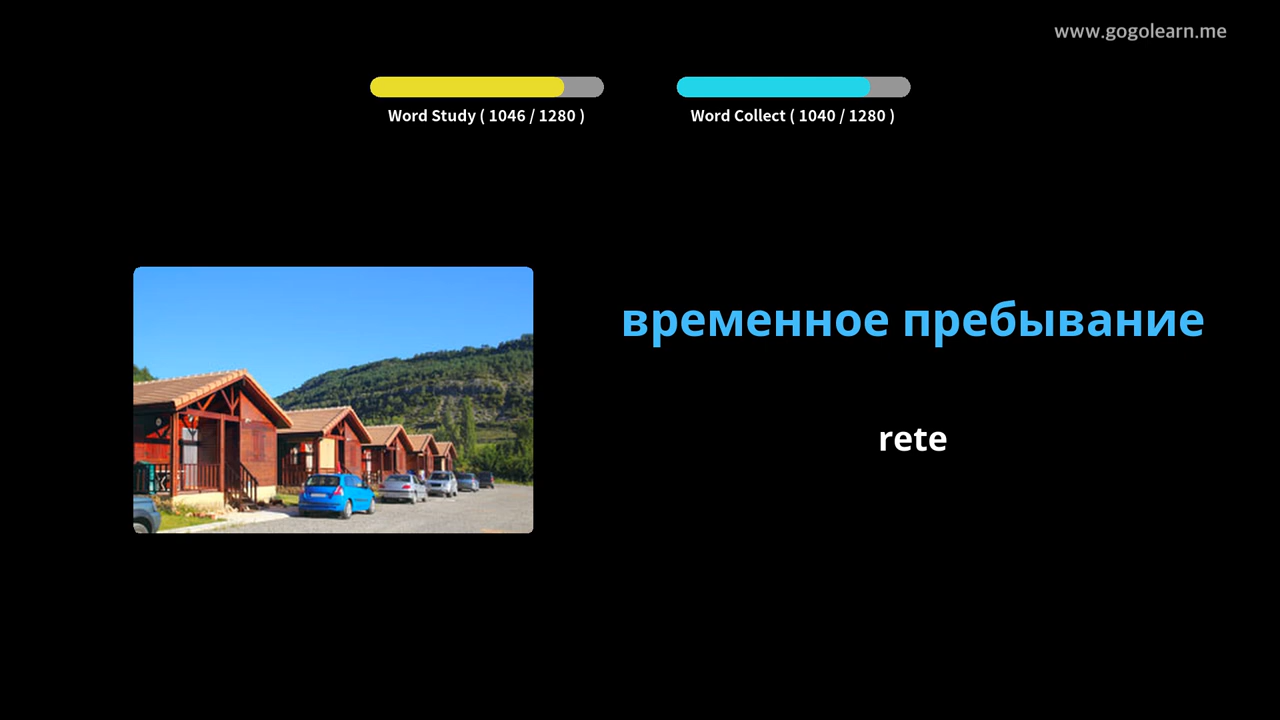 www.gogolearn.me
Word Study ( 1046 / 1280 )
Word Collect ( 1040 / 1280 )
временное пребывание
rete